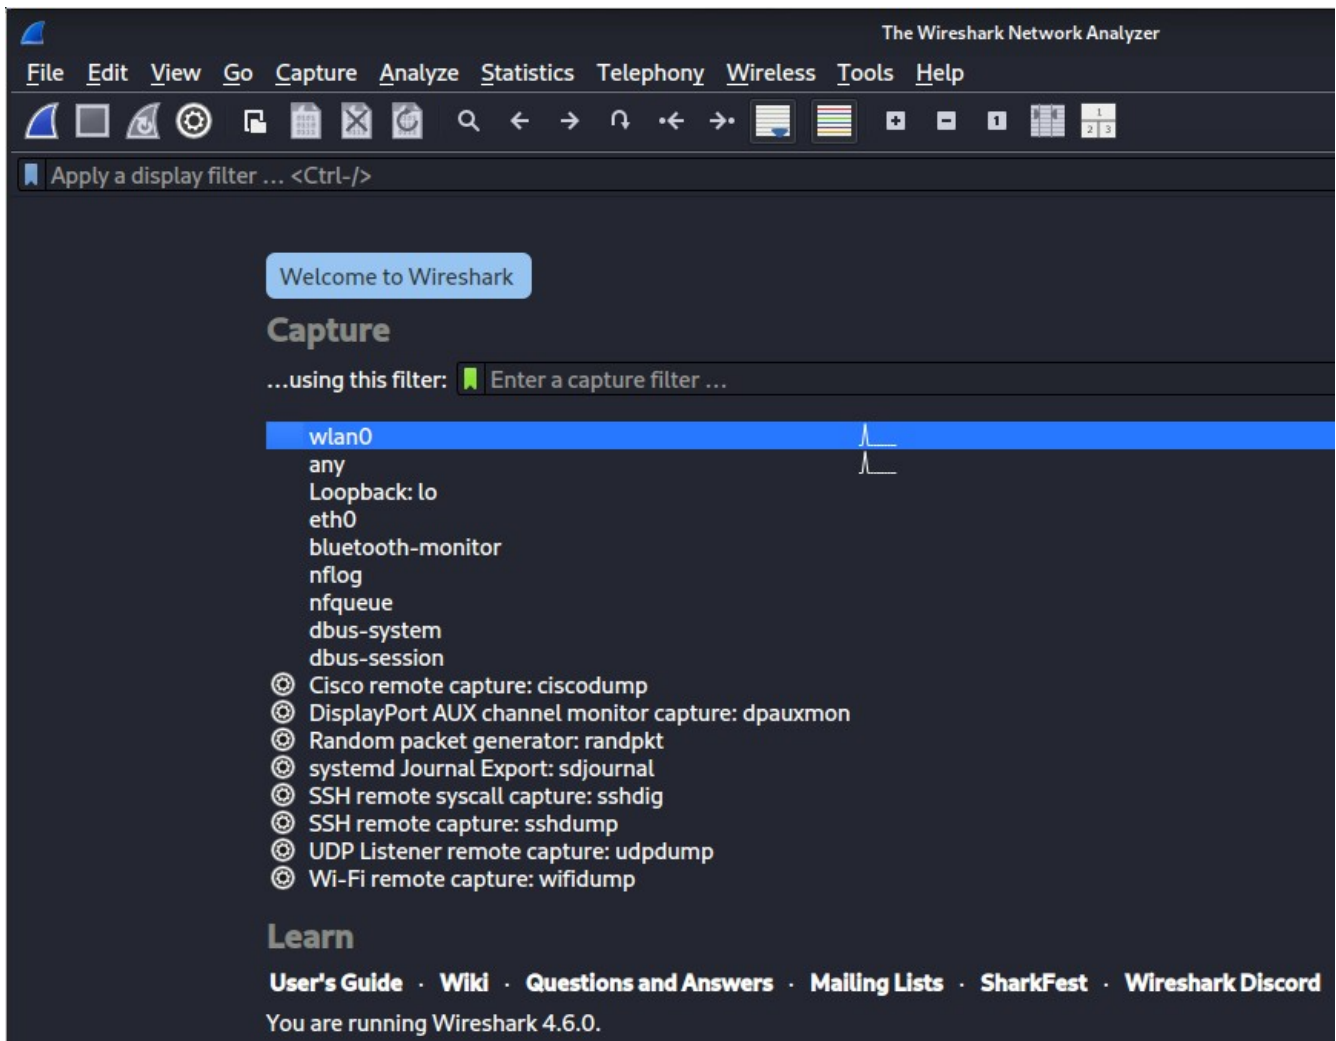 The Wireshark Network Analyzer
File Edit View Go Capture Analyze Statistics Telephony Wireless Tools Help
1
1
2 3
Apply a display filter … <Ctrl-/>
Welcome to Wireshark
Capture
…using this filter: Enter a capture filter …
wlan0
any
Loopback: lo
eth0
bluetooth-monitor
nflog
nfqueue
dbus-system
dbus-session
Cisco remote capture: ciscodump
DisplayPort AUX channel monitor capture: dpauxmon
Random packet generator: randpkt
systemd Journal Export: sdjournal
SSH remote syscall capture: sshdig
SSH remote capture: sshdump
UDP Listener remote capture: udpdump
Wi-Fi remote capture: wifidump
Learn
User's Guide · Wiki · Questions and Answers · Mailing Lists · SharkFest · Wireshark Discord
You are running Wireshark 4.6.0.